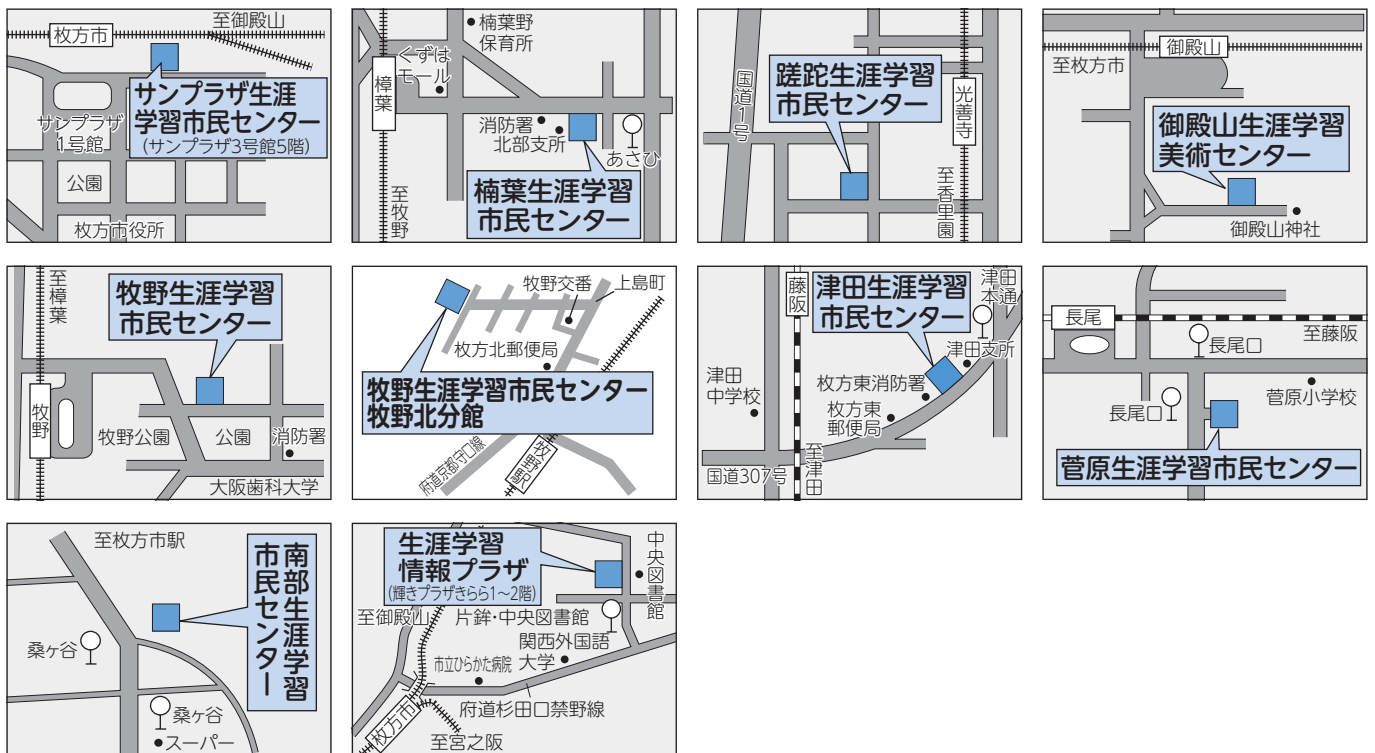 至御殿山
枚方市
サンプラザ生涯
学習市民センター
(サンプラザ3号館5階)
サンプラザ
1号館
公園
枚方市役所
楠葉野
保育所
くずは
モール
樟葉
消防署
北部支所
あさひ
楠葉生涯学習
市民センター
至牧野
国道1号
蹉跎生涯学習
市民センター
光善寺
至香里園
御殿山
至枚方市
御殿山生涯学習
美術センター
御殿山神社
至樟葉
牧野生涯学習
市民センター
牧野
牧野公園
公園
消防署
大阪歯科大学
牧野交番
上島町
枚方北郵便局
牧野生涯学習市民センター
牧野北分館
府道京都守口線
牧野駅
藤阪
津田生涯学習
市民センター
津田
本通
津田支所
津田
中学校
枚方東消防署
枚方東
郵便局
国道307号
至津田
長尾
至藤阪
長尾口
菅原小学校
長尾口
菅原生涯学習市民センター
至枚方市駅
南部生涯学習
市民センター
桑ヶ谷
桑ヶ谷
スーパー
生涯学習
情報プラザ
(輝きプラザきらら1〜2階)
中央図書館
至御殿山
片鉾・中央図書館
関西外国語
大学
市立ひらかた病院
府道杉田口禁野線
枚方市
至宮之阪